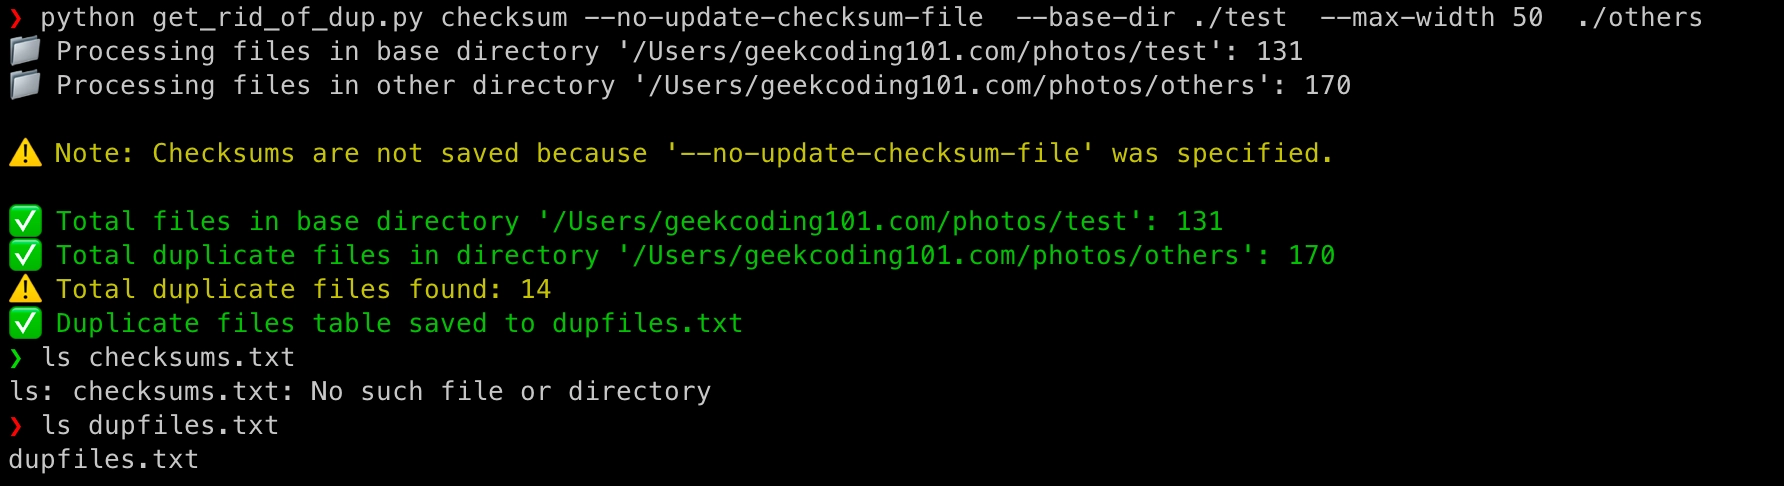 ❯ python get_rid_of_dup.py checksum --no-update-checksum-file  --base-dir ./test  --max-width 50  ./others
📁 Processing files in base directory '/Users/geekcoding101.com/photos/test': 131
📁 Processing files in other directory '/Users/geekcoding101.com/photos/others': 170
⚠️ Note: Checksums are not saved because '--no-update-checksum-file' was specified.
✅ Total files in base directory '/Users/geekcoding101.com/photos/test': 131
✅ Total duplicate files in directory '/Users/geekcoding101.com/photos/others': 170
⚠️ Total duplicate files found: 14
✅ Duplicate files table saved to dupfiles.txt
❯ ls checksums.txt
ls: checksums.txt: No such file or directory
❯ ls dupfiles.txt
dupfiles.txt